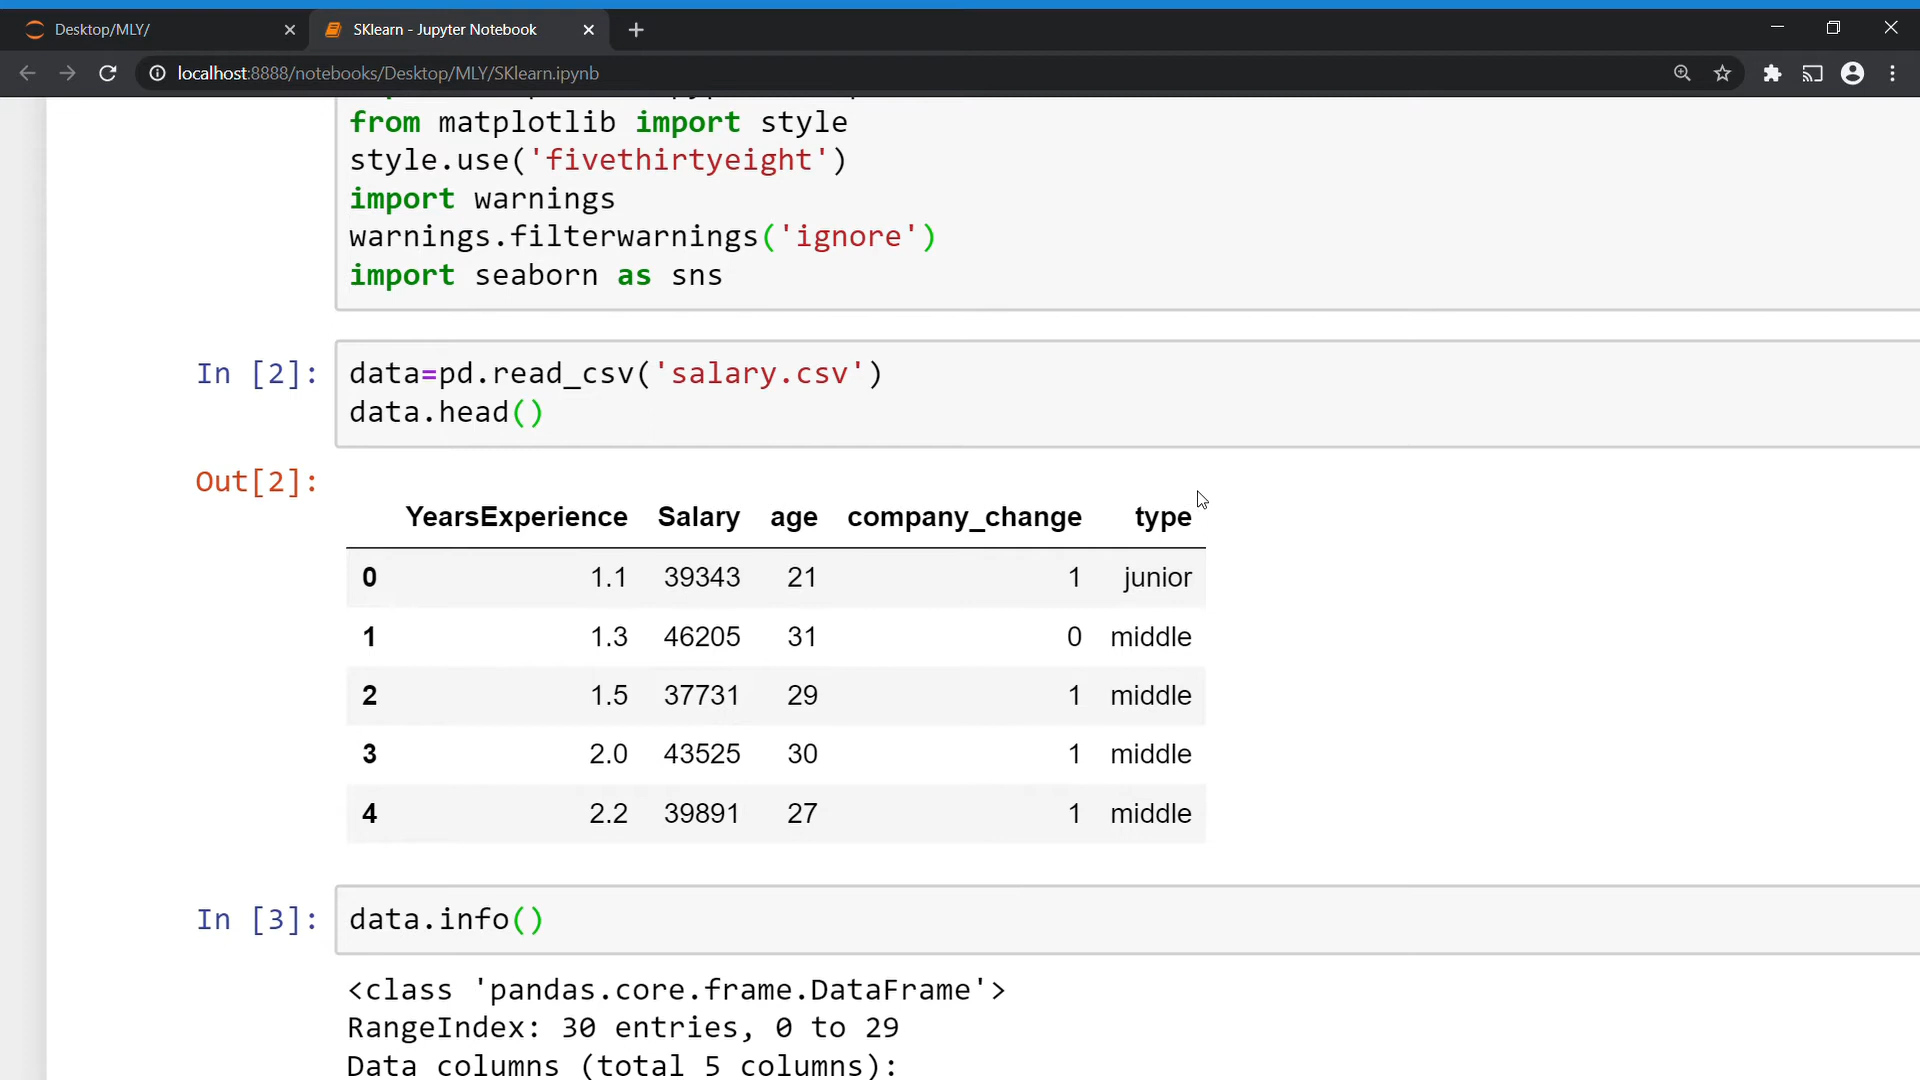 Desktop/MLY/
SKlearn - Jupyter Notebook
localhost:8888/notebooks/Desktop/MLY/SKlearn.ipynb
from matplotlib import style
style.use('fivethirtyeight')
import warnings
warnings.filterwarnings('ignore')
import seaborn as sns
In [2]: data=pd.read_csv('salary.csv')
data.head()
Out[2]:
YearsExperience Salary age company_change type
0 1.1 39343 21 1 junior
1 1.3 46205 31 0 middle
2 1.5 37731 29 1 middle
3 2.0 43525 30 1 middle
4 2.2 39891 27 1 middle
In [3]: data.info()
<class 'pandas.core.frame.DataFrame'>
RangeIndex: 30 entries, 0 to 29
Data columns (total 5 columns):